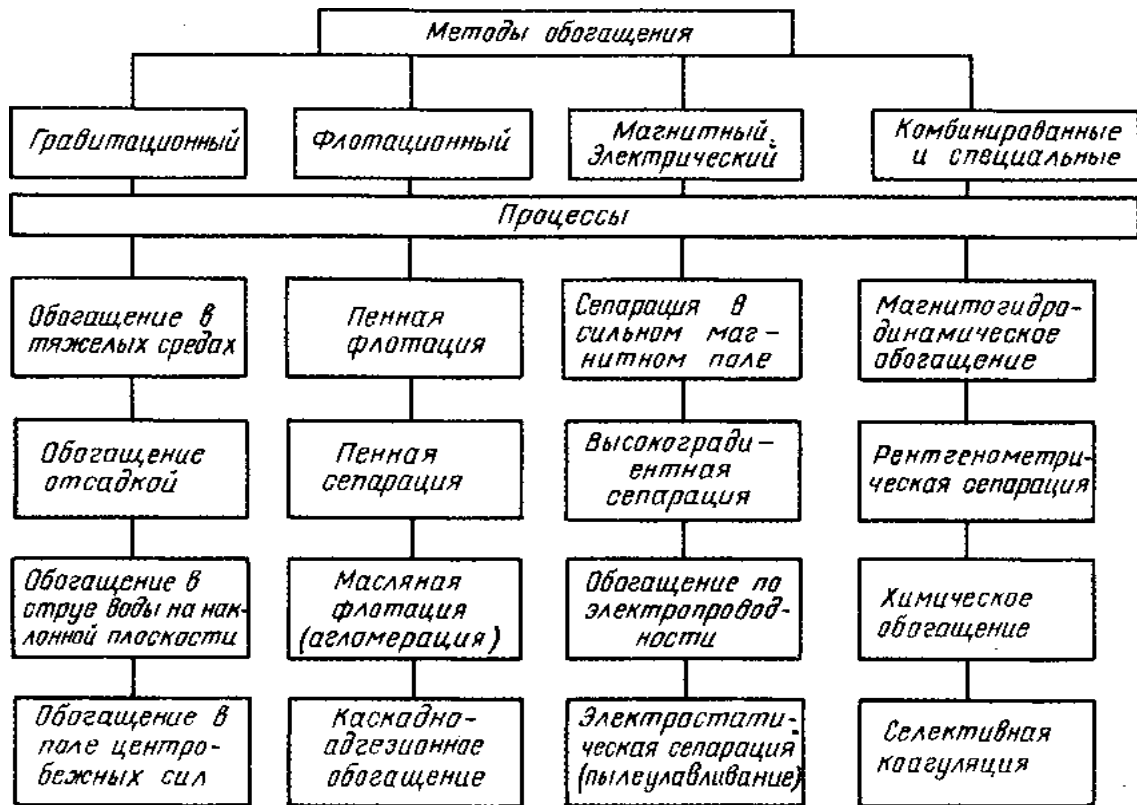 Методы обогащения
Гравитационный
Флотационный
Магнитный,
Электрический
Комбинированные
и специальные
Процессы
Обогащение в
тяжелых средах
Пенная
флотация
Сепарация в
сильном маг-
нитном поле
Магнитогидро-
динамическое
обогащение
Обогащение
отсадкой
Пенная
сепарация
Высокогради-
ентная
сепарация
Рентгенометри-
ческая сепарация
Обогащение в
струе воды на нак-
лонной плоскости
Масляная
флотация
(агломерация)
Обогащение по
электропровод-
ности
Химическое
обогащение
Обогащение в
поле центро-
бежных сил
Каскадно-
адгезионное
обогащение
Электростати-
ческая сепарация
(пылеулавливание)
Селективная
коагуляция